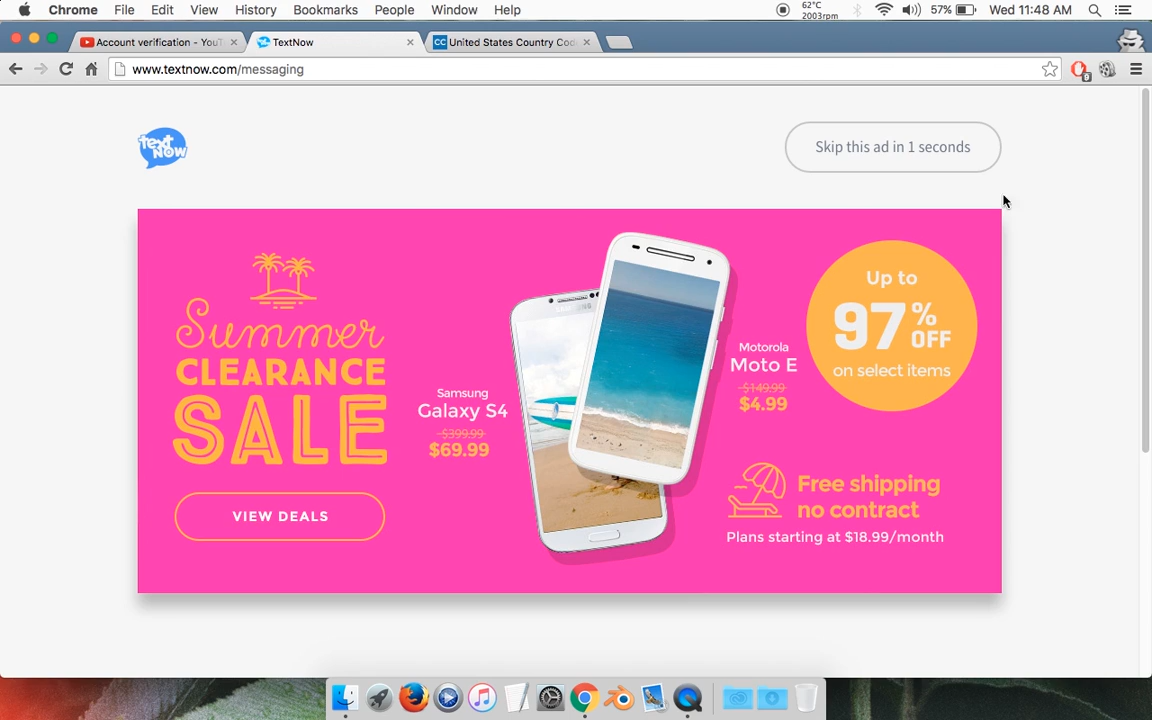 Chrome File Edit View History Bookmarks People Window Help
62°C
2003rpm
57%
Wed 11:48 AM
Account verification - YouT
TextNow
United States Country Cod
www.textnow.com/messaging
9
text
NOW
Skip this ad in 1 seconds
Summer
CLEARANCE
SALE
VIEW DEALS
Samsung
Galaxy S4
$399.99
$69.99
Motorola
Moto E
$149.99
$4.99
Up to
97% OFF
on select items
Free shipping
no contract
Plans starting at $18.99/month